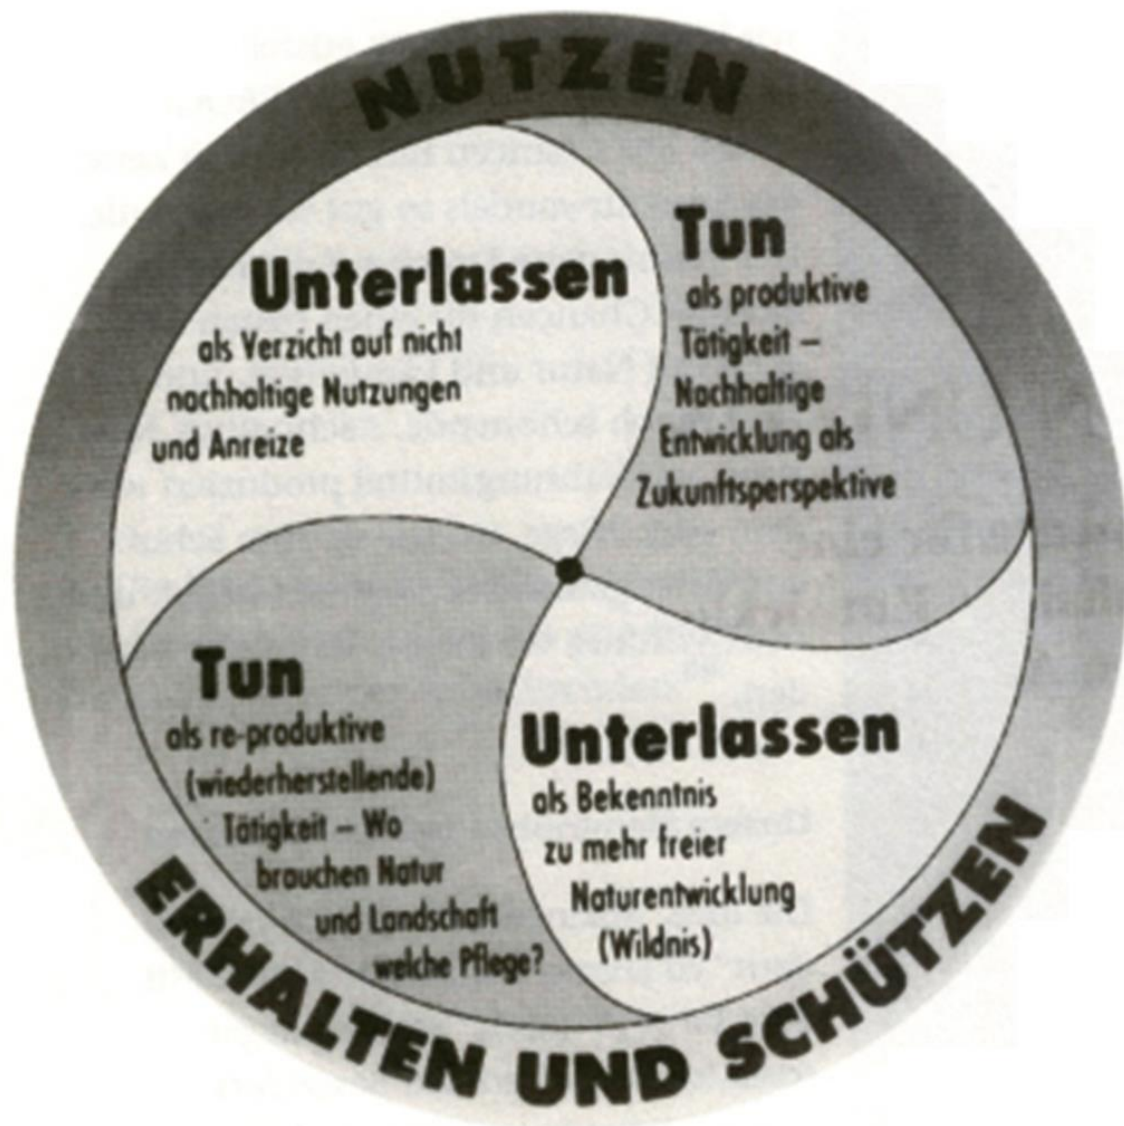 NUTZEN
Unterlassen
als Verzicht auf nicht
nachhaltige Nutzungen
und Anreize
Tun
als produktive
Tätigkeit –
Nachhaltige
Entwicklung als
Zukunftsperspektive
Tun
als re-produktive
(wiederherstellende)
Tätigkeit – Wo
brauchen Natur
und Landschaft
welche Pflege?
Unterlassen
als Bekenntnis
zu mehr freier
Naturentwicklung
(Wildnis)
ERHALTEN UND SCHÜTZEN